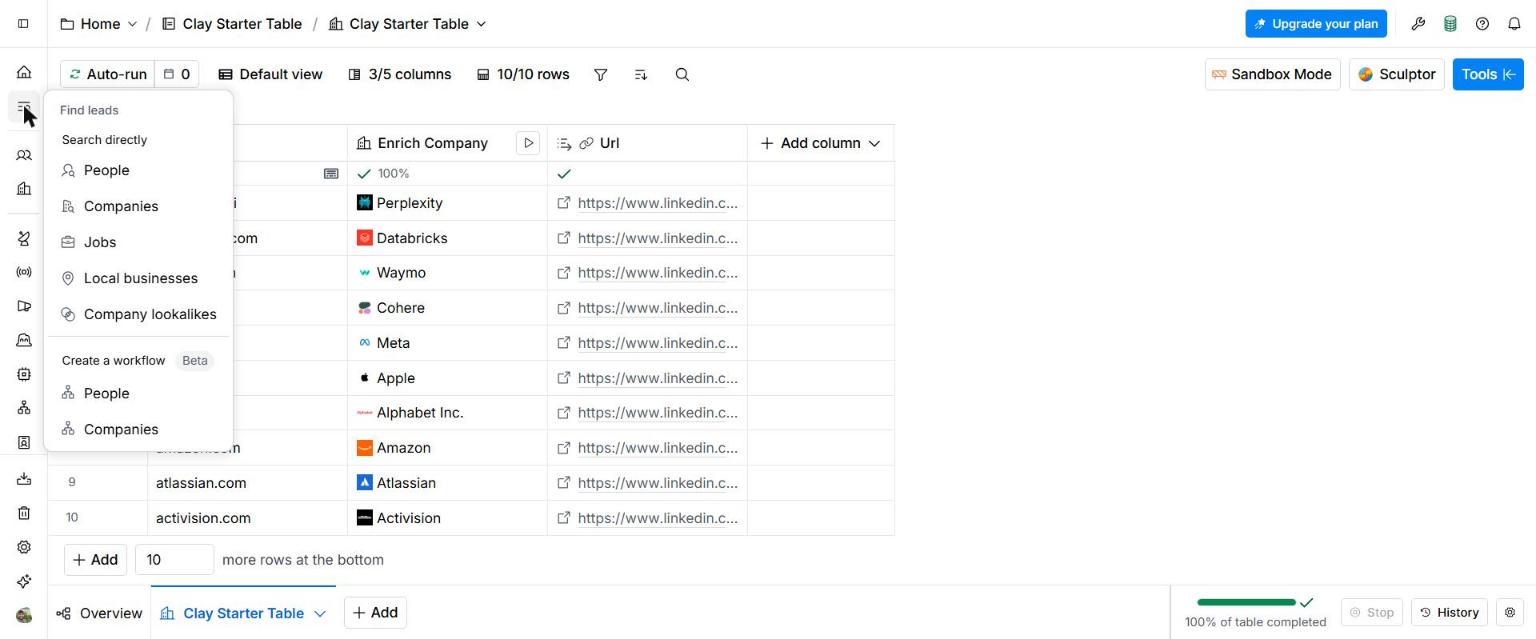 Home / Clay Starter Table / Clay Starter Table
Upgrade your plan
Auto-run 0 Default view 3/5 columns 10/10 rows
Sandbox Mode Sculptor Tools
Find leads
Search directly
People
Companies
Jobs
Local businesses
Company lookalikes
Create a workflow Beta
People
Companies
Enrich Company Url Add column
100%
i Perplexity https://www.linkedin.c...
com Databricks https://www.linkedin.c...
Waymo https://www.linkedin.c...
Cohere https://www.linkedin.c...
Meta https://www.linkedin.c...
Apple https://www.linkedin.c...
Alphabet Inc. https://www.linkedin.c...
Amazon https://www.linkedin.c...
9 atlassian.com Atlassian https://www.linkedin.c...
10 activision.com Activision https://www.linkedin.c...
+ Add 10 more rows at the bottom
Overview Clay Starter Table + Add
100% of table completed
Stop History